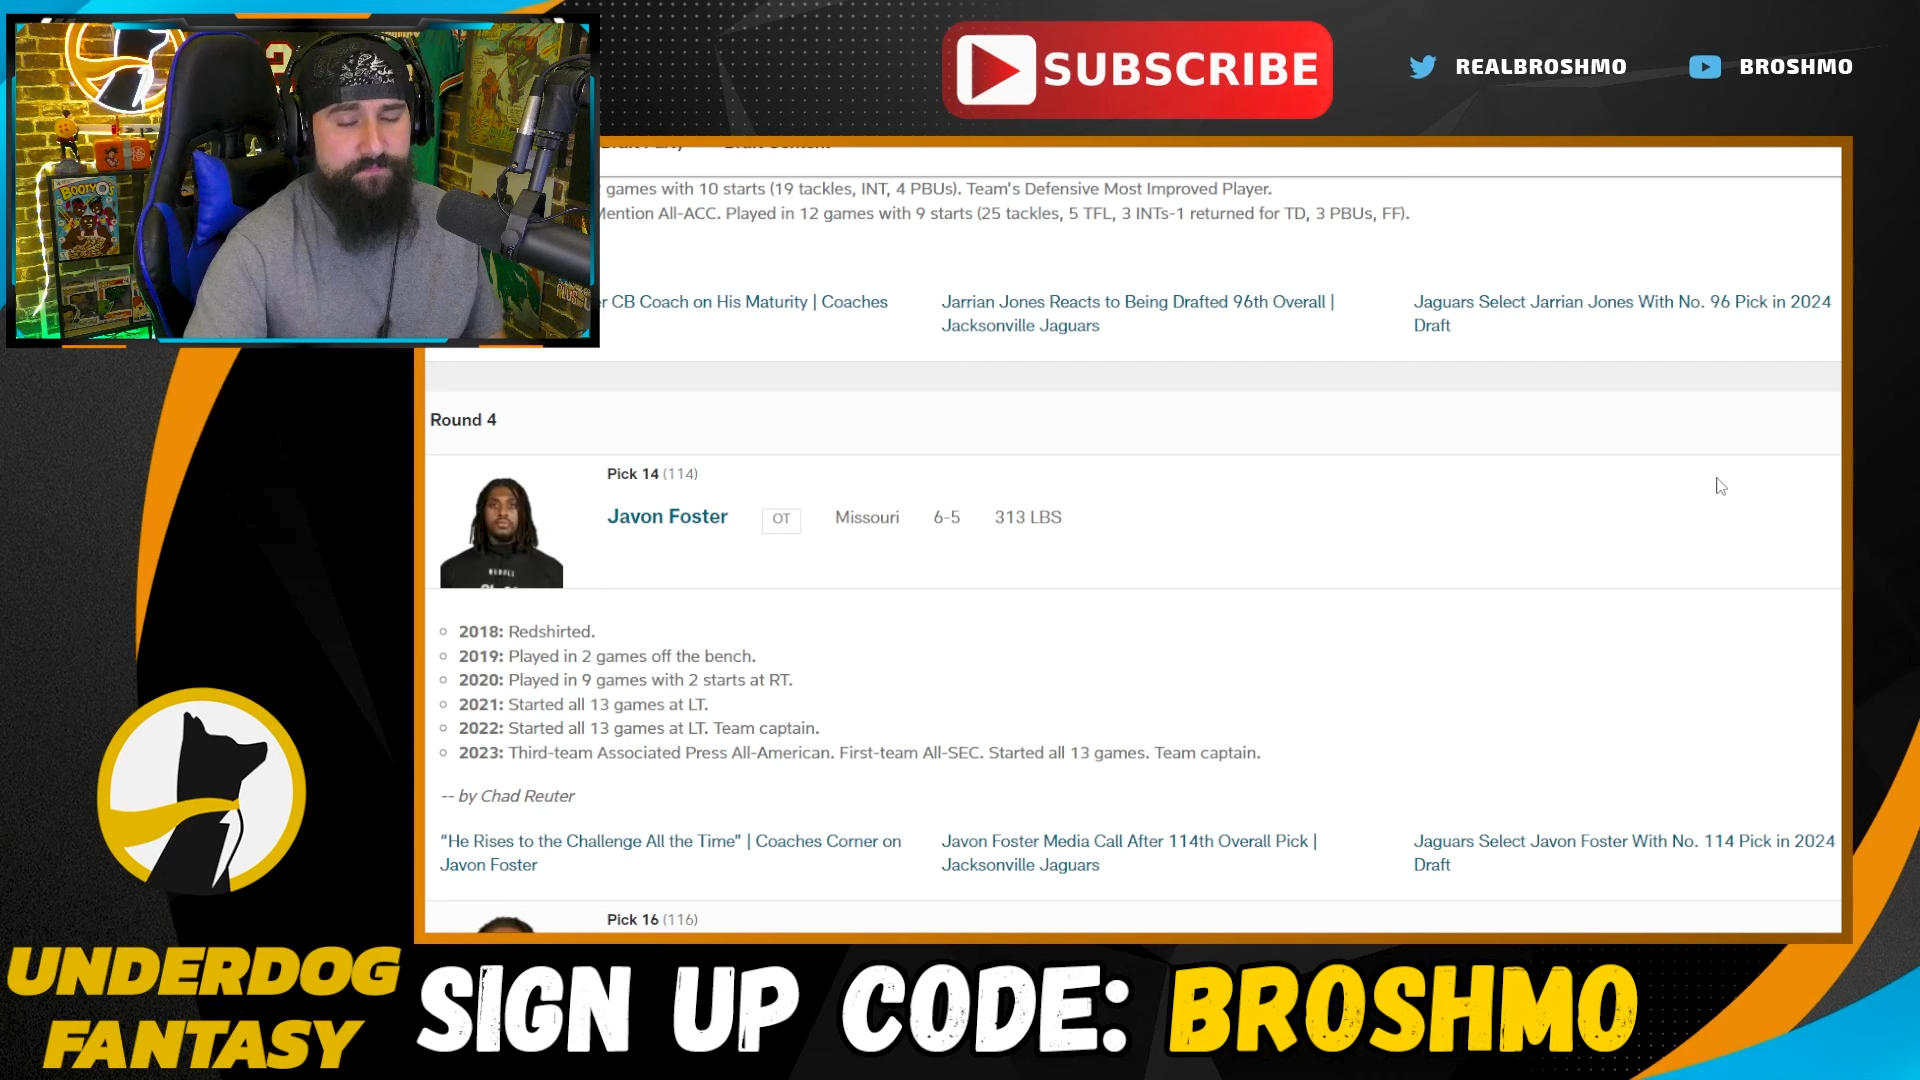 SUBSCRIBE
REALBROSHMO
BROSHMO
BOOTYO'S
games with 10 starts (19 tackles, INT, 4 PBUs). Team's Defensive Most Improved Player.
Mention All-ACC. Played in 12 games with 9 starts (25 tackles, 5 TFL, 3 INTs-1 returned for TD, 3 PBUs, FF).
CB Coach on His Maturity | Coaches
Jarrian Jones Reacts to Being Drafted 96th Overall |
Jacksonville Jaguars
Jaguars Select Jarrian Jones With No. 96 Pick in 2024
Draft
Round 4
Pick 14 (114)
Javon Foster OT Missouri 6-5 313 LBS
2018: Redshirted.
2019: Played in 2 games off the bench.
2020: Played in 9 games with 2 starts at RT.
2021: Started all 13 games at LT.
2022: Started all 13 games at LT. Team captain.
2023: Third-team Associated Press All-American. First-team All-SEC. Started all 13 games. Team captain.
-- by Chad Reuter
“He Rises to the Challenge All the Time” | Coaches Corner on
Javon Foster
Javon Foster Media Call After 114th Overall Pick |
Jacksonville Jaguars
Jaguars Select Javon Foster With No. 114 Pick in 2024
Draft
Pick 16 (116)
UNDERDOG
FANTASY
SIGN UP CODE: BROSHMO